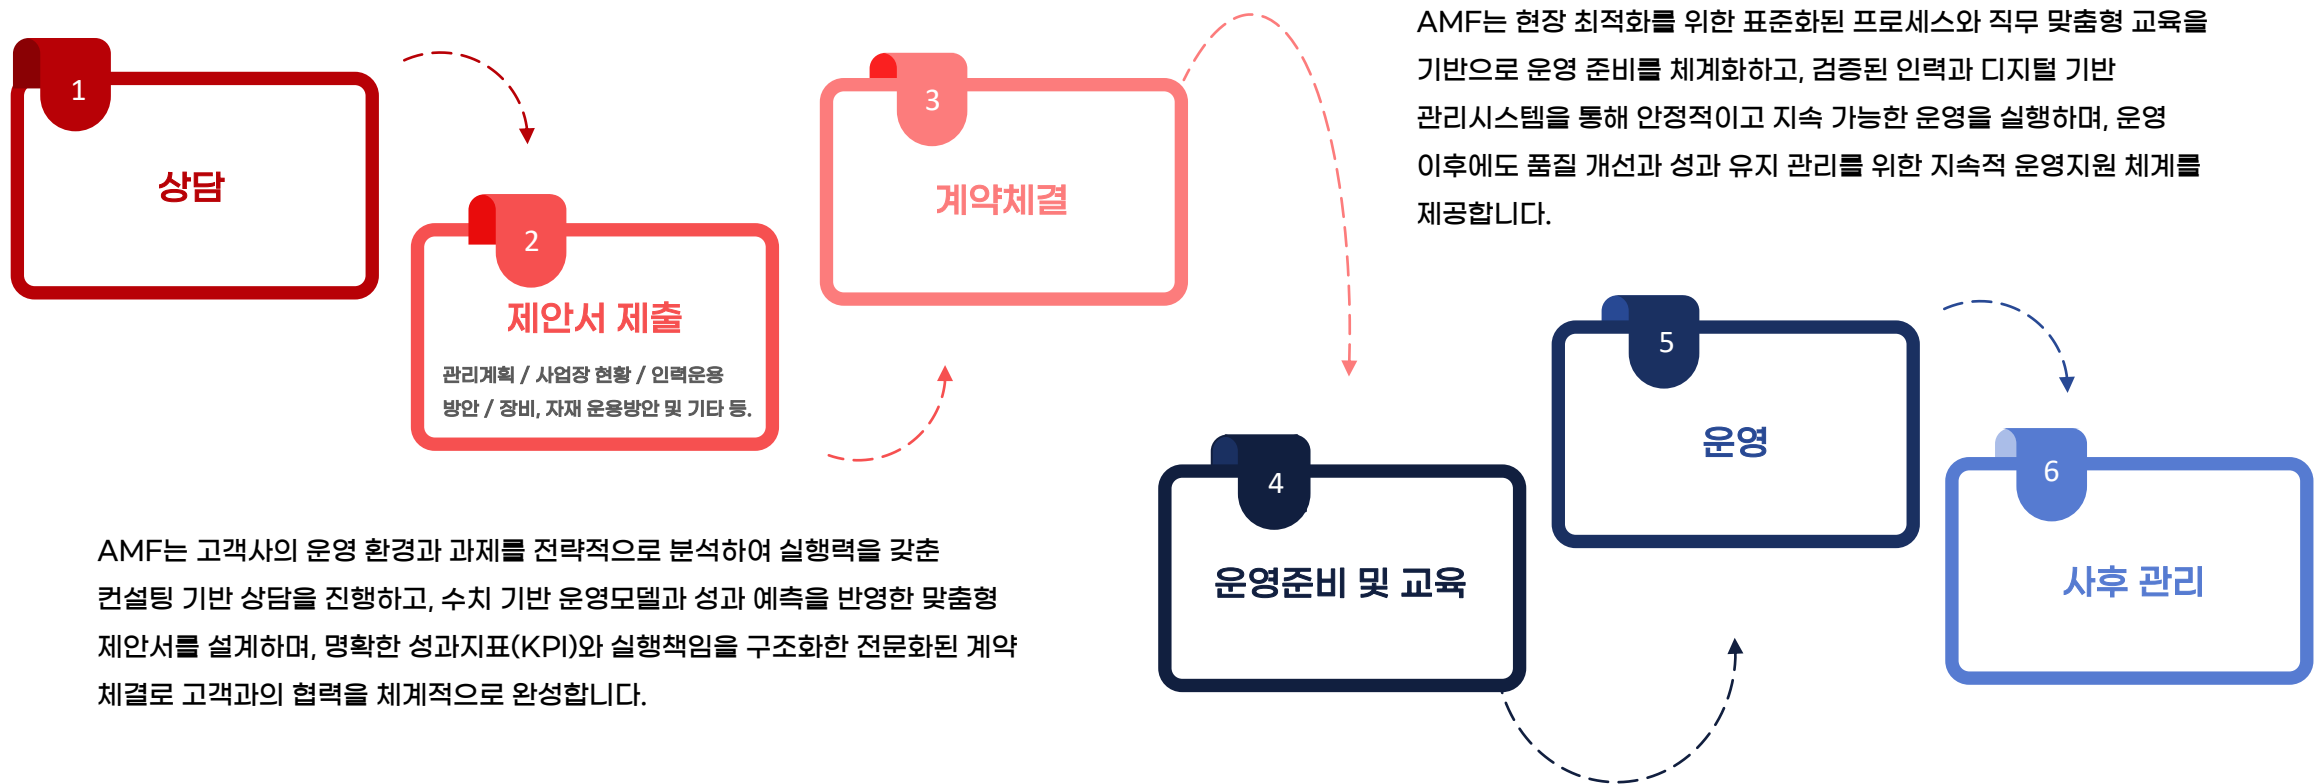 1
상담
2
제안서 제출
관리계획 / 사업장 현황 / 인력운용
방안 / 장비, 자재 운용방안 및 기타 등.
3
계약체결
AMF는 고객사의 운영 환경과 과제를 전략적으로 분석하여 실행력을 갖춘
컨설팅 기반 상담을 진행하고, 수치 기반 운영모델과 성과 예측을 반영한 맞춤형
제안서를 설계하며, 명확한 성과지표(KPI)와 실행책임을 구조화한 전문화된 계약
체결로 고객과의 협력을 체계적으로 완성합니다.
AMF는 현장 최적화를 위한 표준화된 프로세스와 직무 맞춤형 교육을
기반으로 운영 준비를 체계화하고, 검증된 인력과 디지털 기반
관리시스템을 통해 안정적이고 지속 가능한 운영을 실행하며, 운영
이후에도 품질 개선과 성과 유지 관리를 위한 지속적 운영지원 체계를
제공합니다.
4
운영준비 및 교육
5
운영
6
사후 관리